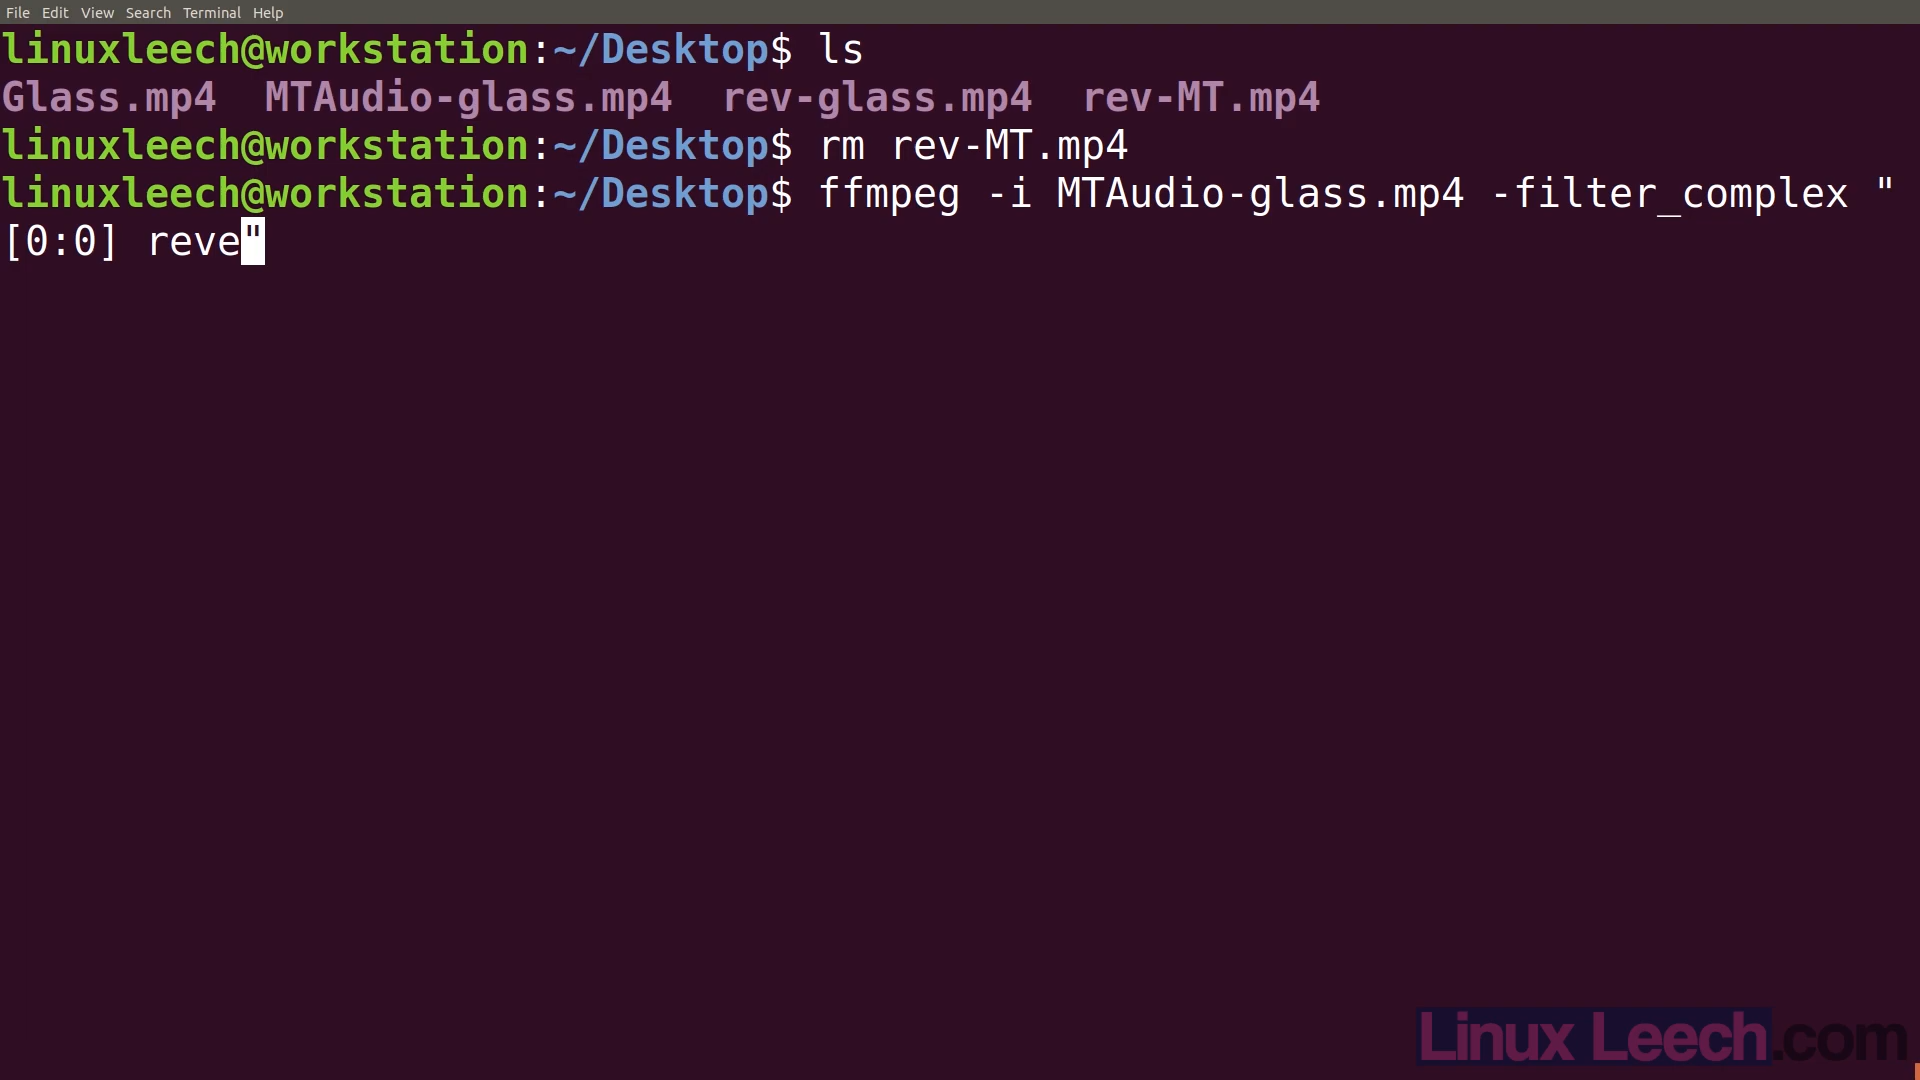 File Edit View Search Terminal Help
linuxleech@workstation:~/Desktop$ ls
Glass.mp4  MTAudio-glass.mp4  rev-glass.mp4  rev-MT.mp4
linuxleech@workstation:~/Desktop$ rm rev-MT.mp4
linuxleech@workstation:~/Desktop$ ffmpeg -i MTAudio-glass.mp4 -filter_complex "
[0:0] reve"
Linux Leech.com